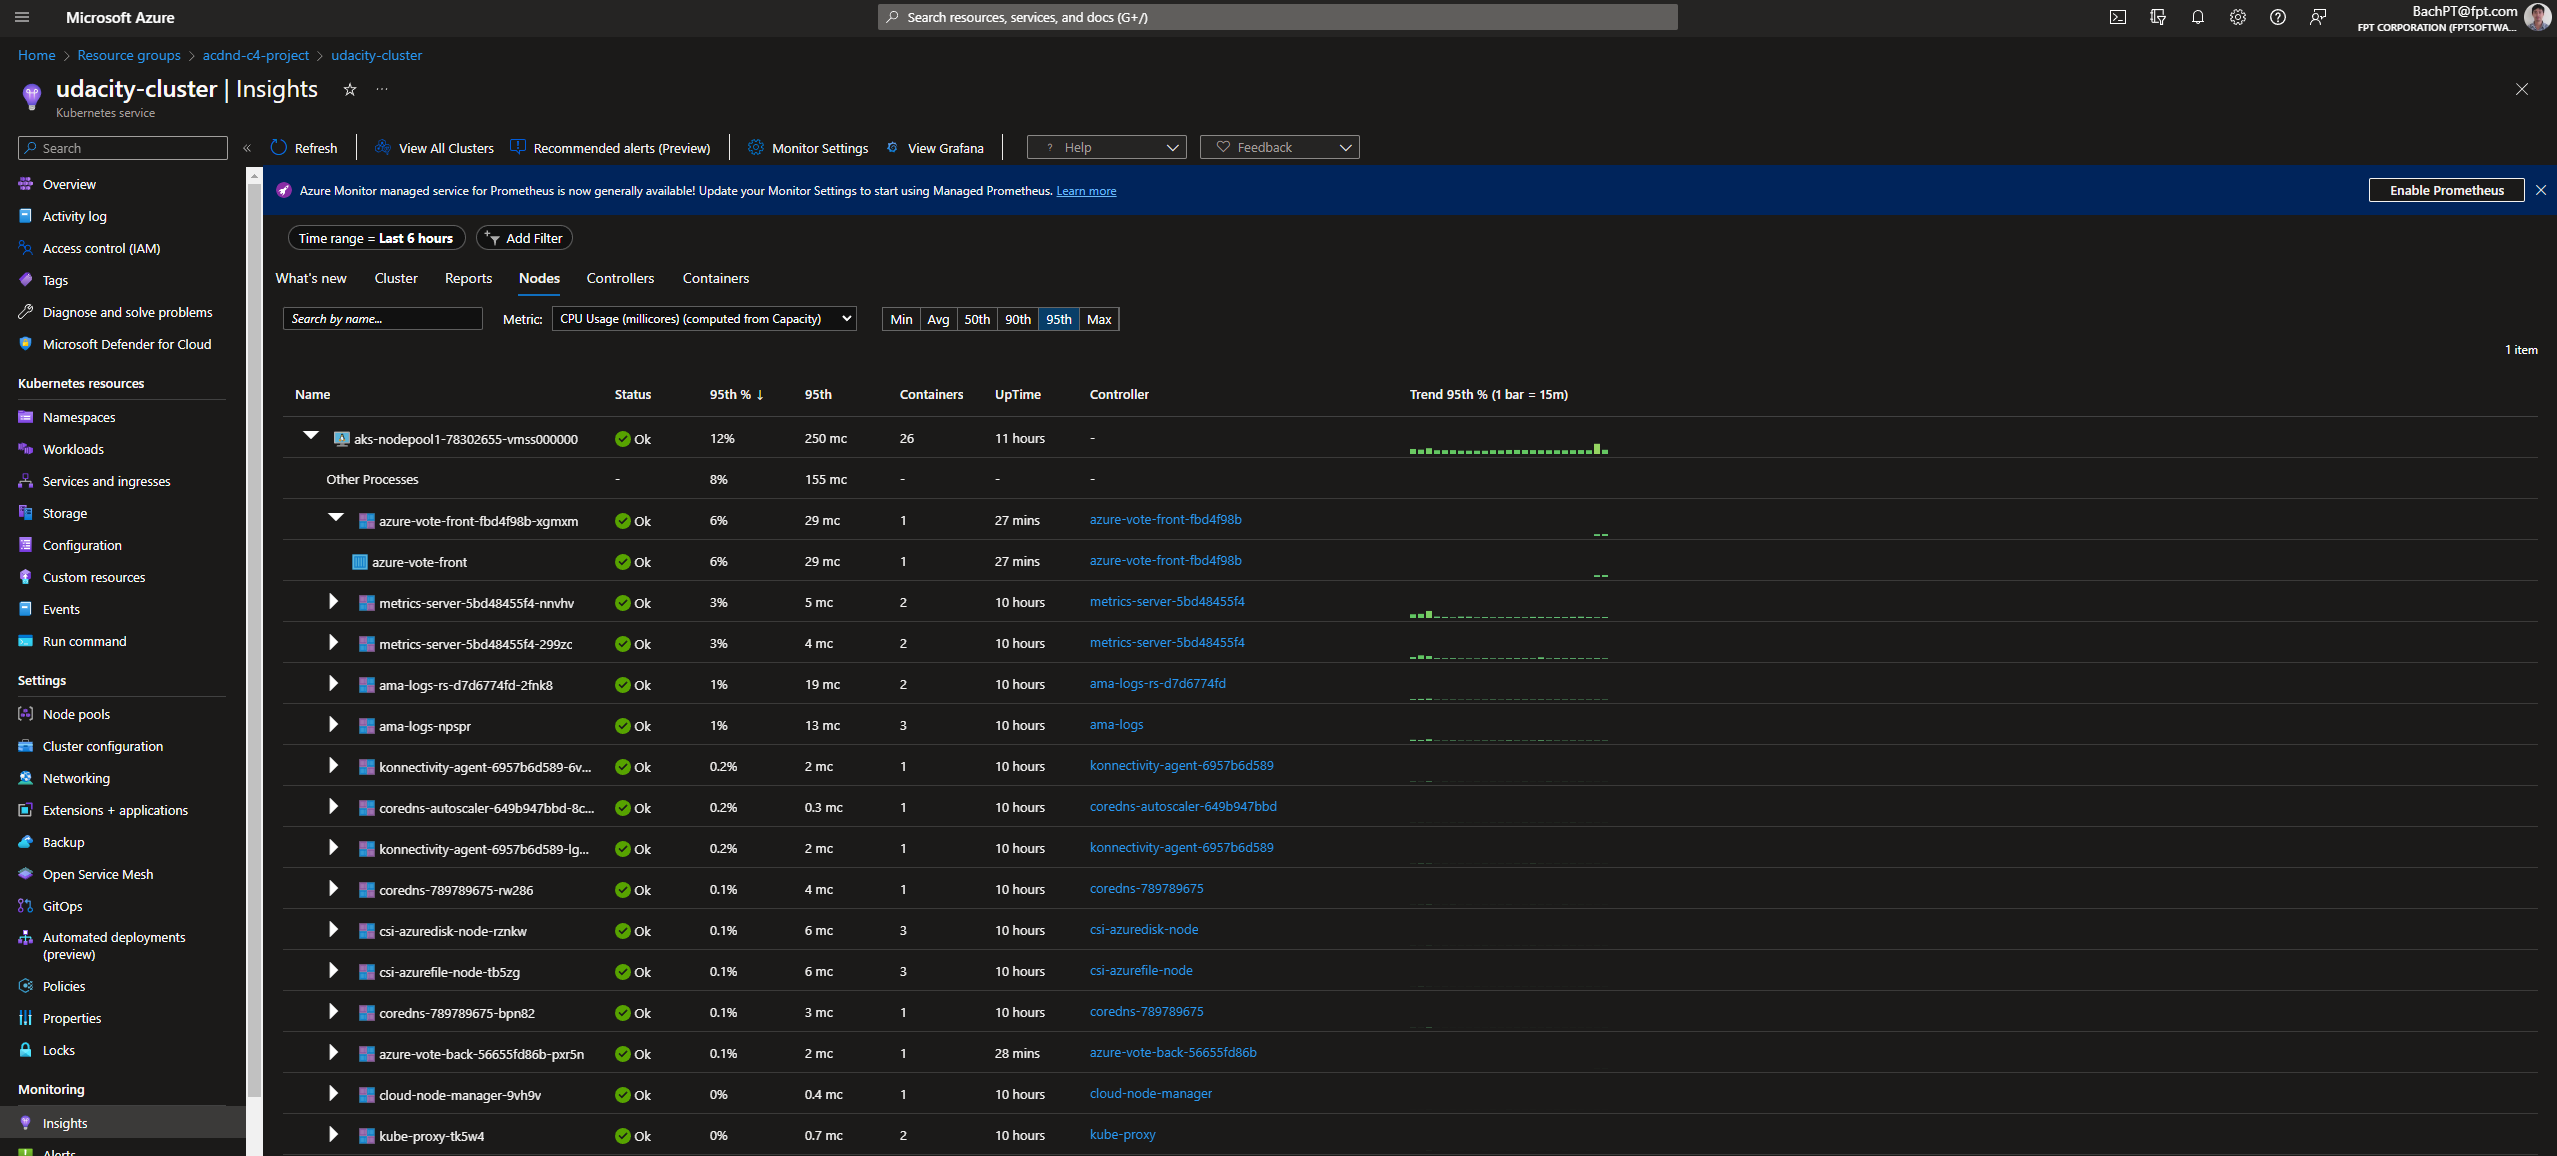 Microsoft Azure
Search resources, services, and docs (G+/)
BachPT@fpt.com
FPT CORPORATION (FPTSOFTWA...
Home > Resource groups > acdnd-c4-project > udacity-cluster
udacity-cluster | Insights
Kubernetes service
Search
Refresh
View All Clusters
Recommended alerts (Preview)
Monitor Settings
View Grafana
? Help
Feedback
Overview
Activity log
Access control (IAM)
Tags
Diagnose and solve problems
Microsoft Defender for Cloud
Kubernetes resources
Namespaces
Workloads
Services and ingresses
Storage
Configuration
Custom resources
Events
Run command
Settings
Node pools
Cluster configuration
Networking
Extensions + applications
Backup
Open Service Mesh
GitOps
Automated deployments
(preview)
Policies
Properties
Locks
Monitoring
Insights
Alerts
Azure Monitor managed service for Prometheus is now generally available! Update your Monitor Settings to start using Managed Prometheus. Learn more
Enable Prometheus
Time range = Last 6 hours
Add Filter
What's new Cluster Reports Nodes Controllers Containers
Search by name...
Metric: CPU Usage (millicores) (computed from Capacity)
Min Avg 50th 90th 95th Max
1 item
Name Status 95th % ↓ 95th Containers UpTime Controller Trend 95th % (1 bar = 15m)
aks-nodepool1-78302655-vmss000000 Ok 12% 250 mc 26 11 hours -
Other Processes - 8% 155 mc - - -
azure-vote-front-fbd4f98b-xgmxm Ok 6% 29 mc 1 27 mins azure-vote-front-fbd4f98b
azure-vote-front Ok 6% 29 mc 1 27 mins azure-vote-front-fbd4f98b
metrics-server-5bd48455f4-nnvhv Ok 3% 5 mc 2 10 hours metrics-server-5bd48455f4
metrics-server-5bd48455f4-299zc Ok 3% 4 mc 2 10 hours metrics-server-5bd48455f4
ama-logs-rs-d7d6774fd-2fnk8 Ok 1% 19 mc 2 10 hours ama-logs-rs-d7d6774fd
ama-logs-npspr Ok 1% 13 mc 3 10 hours ama-logs
konnectivity-agent-6957b6d589-6v... Ok 0.2% 2 mc 1 10 hours konnectivity-agent-6957b6d589
coredns-autoscaler-649b947bbd-8c... Ok 0.2% 0.3 mc 1 10 hours coredns-autoscaler-649b947bbd
konnectivity-agent-6957b6d589-lg... Ok 0.2% 2 mc 1 10 hours konnectivity-agent-6957b6d589
coredns-789789675-rw286 Ok 0.1% 4 mc 1 10 hours coredns-789789675
csi-azuredisk-node-rznkw Ok 0.1% 6 mc 3 10 hours csi-azuredisk-node
csi-azurefile-node-tb5zg Ok 0.1% 6 mc 3 10 hours csi-azurefile-node
coredns-789789675-bpn82 Ok 0.1% 3 mc 1 10 hours coredns-789789675
azure-vote-back-56655fd86b-pxr5n Ok 0.1% 2 mc 1 28 mins azure-vote-back-56655fd86b
cloud-node-manager-9vh9v Ok 0% 0.4 mc 1 10 hours cloud-node-manager
kube-proxy-tk5w4 Ok 0% 0.7 mc 2 10 hours kube-proxy